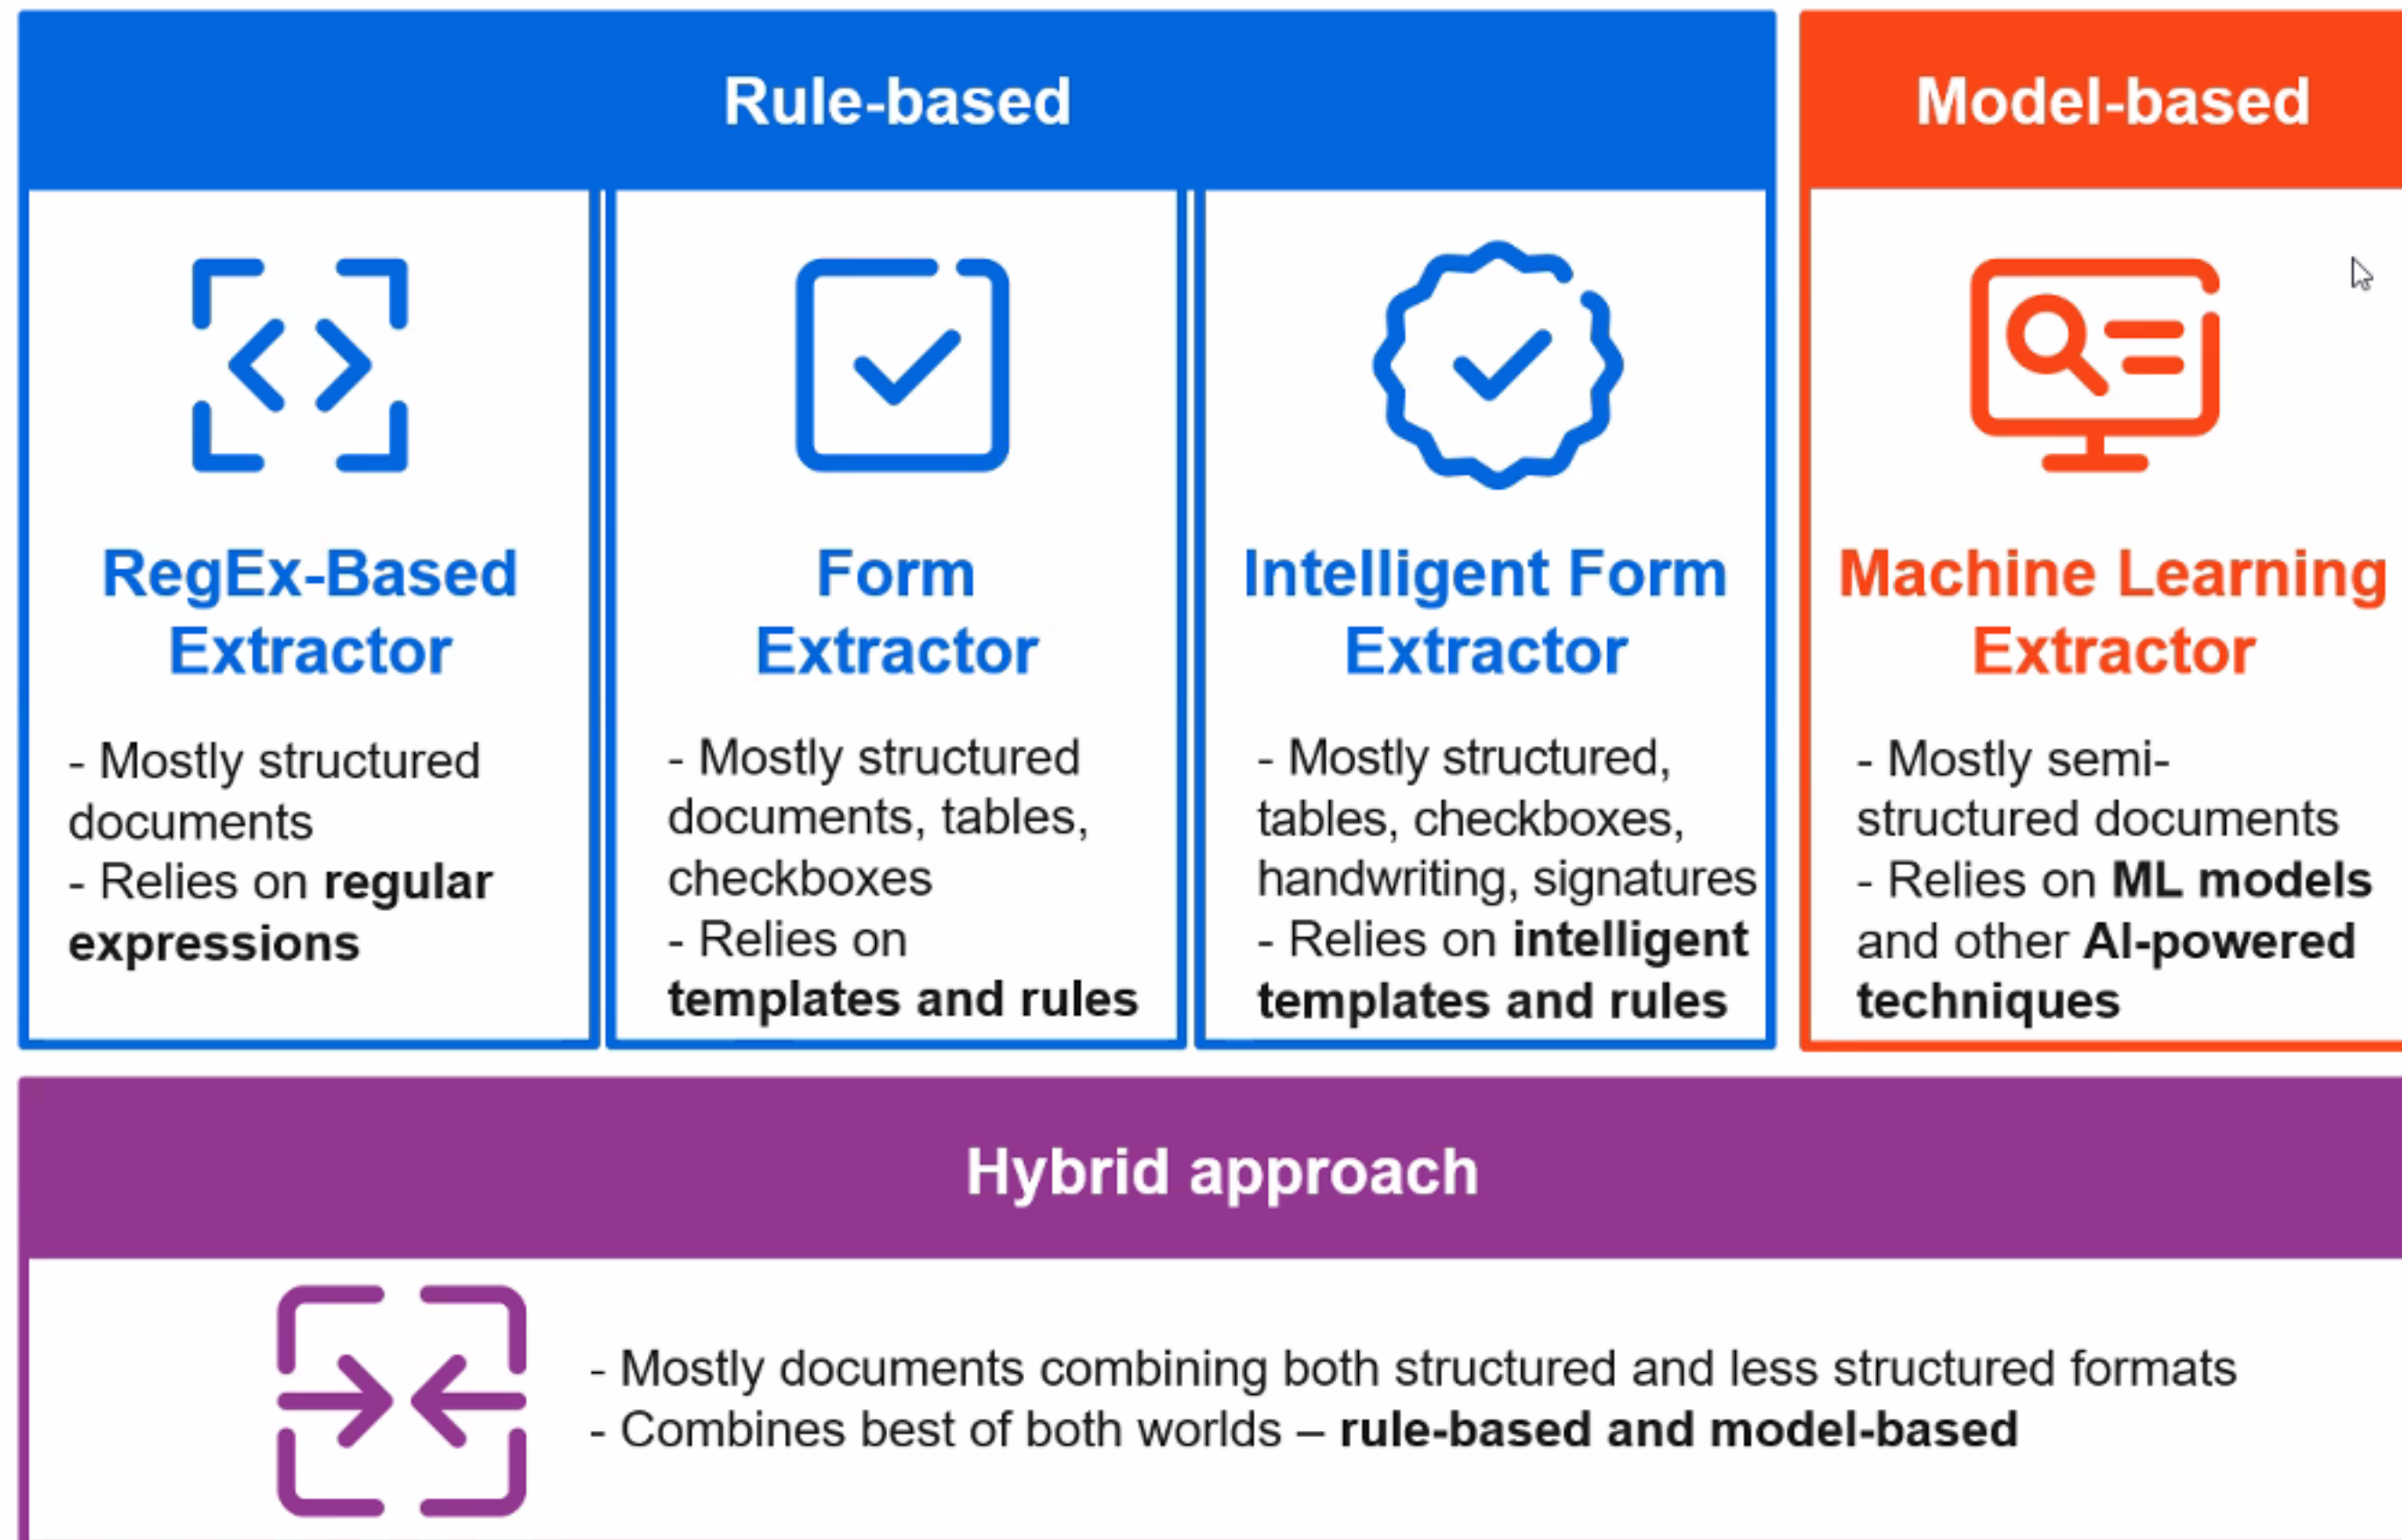 Rule-based
Model-based
RegEx-Based
Extractor
- Mostly structured
documents
- Relies on regular
expressions
Form
Extractor
- Mostly structured
documents, tables,
checkboxes
- Relies on
templates and rules
Intelligent Form
Extractor
- Mostly structured,
tables, checkboxes,
handwriting, signatures
- Relies on intelligent
templates and rules
Machine Learning
Extractor
- Mostly semi-
structured documents
- Relies on ML models
and other AI-powered
techniques
Hybrid approach
- Mostly documents combining both structured and less structured formats
- Combines best of both worlds – rule-based and model-based